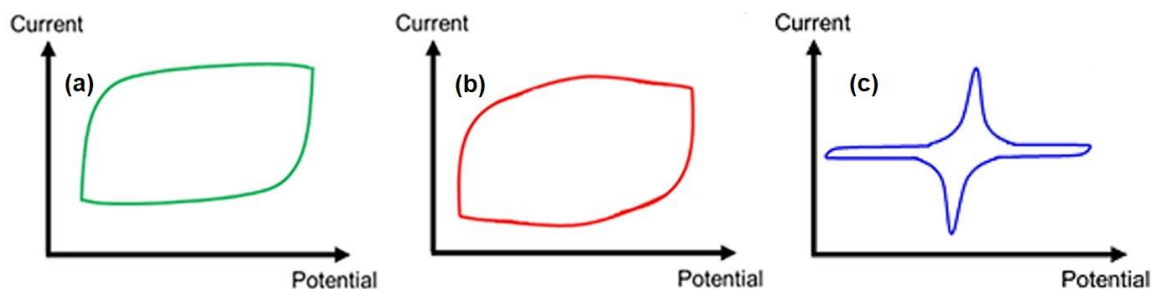 Current
(a)
Potential
Current
(b)
Potential
Current
(c)
Potential